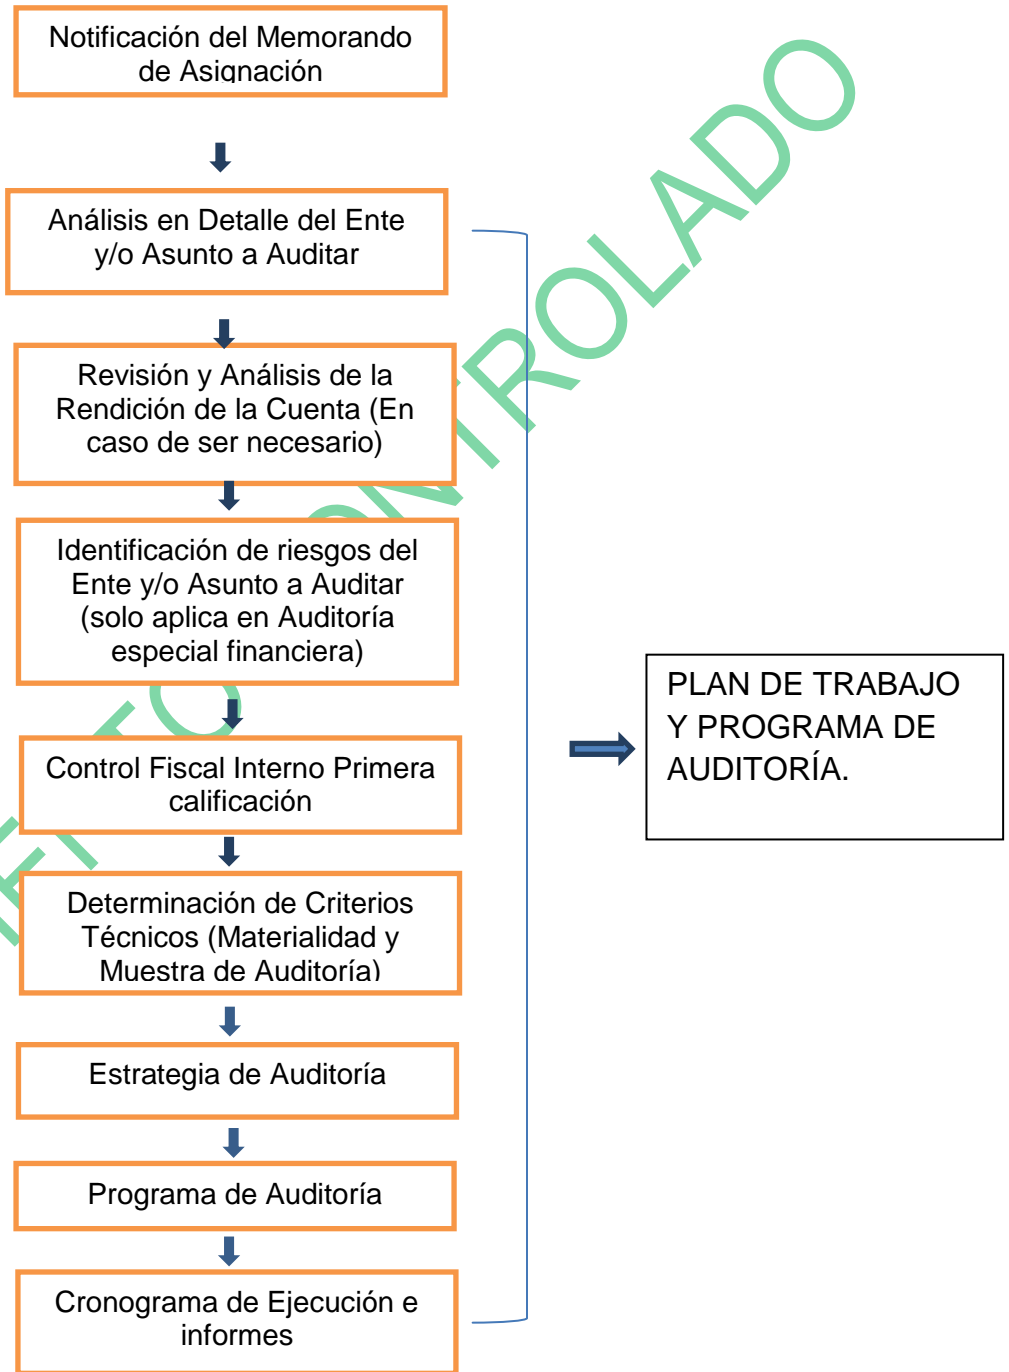 Notificación del Memorando
de Asignación
Análisis en Detalle del Ente
y/o Asunto a Auditar
Revisión y Análisis de la
Rendición de la Cuenta (En
caso de ser necesario)
Identificación de riesgos del
Ente y/o Asunto a Auditar
(solo aplica en Auditoría
especial financiera)
Control Fiscal Interno Primera
calificación
Determinación de Criterios
Técnicos (Materialidad y
Muestra de Auditoría)
Estrategia de Auditoría
Programa de Auditoría
Cronograma de Ejecución e
informes
PLAN DE TRABAJO
Y PROGRAMA DE
AUDITORÍA.